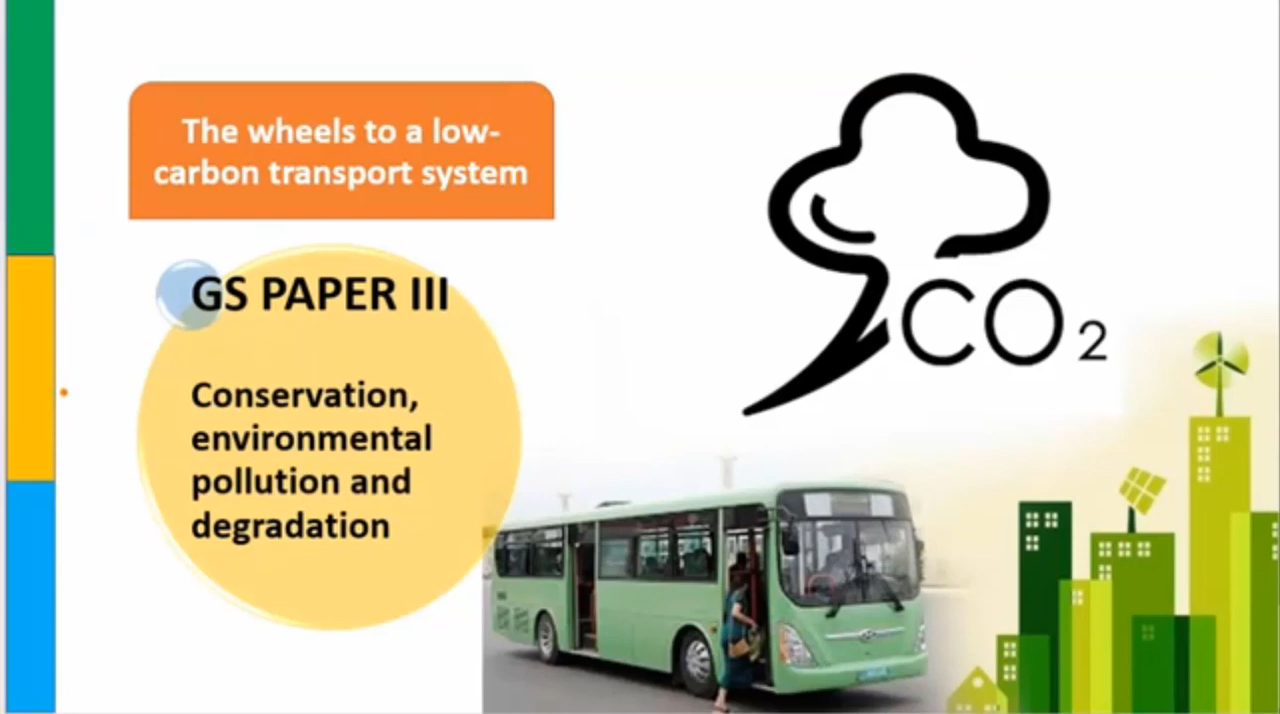 The wheels to a low-
carbon transport system
GS PAPER III
Conservation,
environmental
pollution and
degradation
CO₂